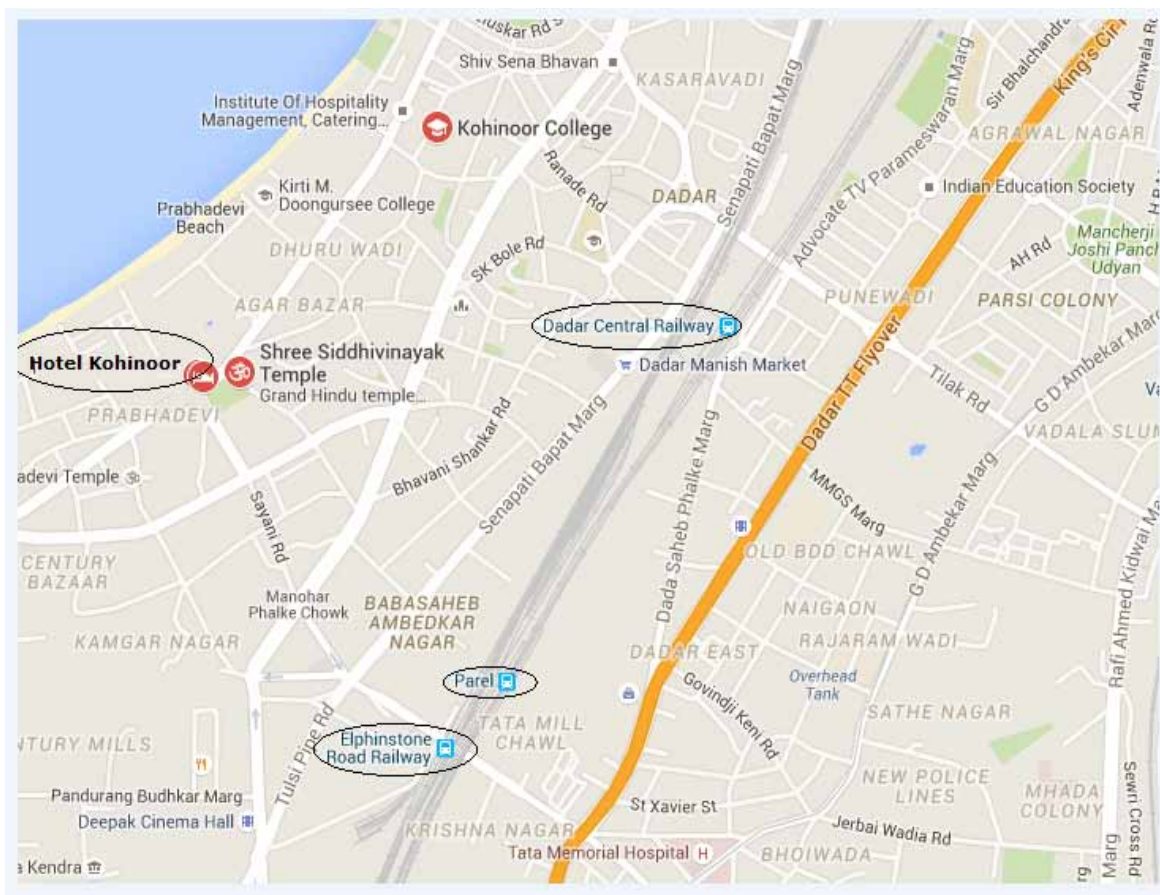 uskar Rd S
Shiv Sena Bhavan
KASARAVADI
Senapati Bapat Marg
Advocate TV Parameswaran Marg
Sir Bhalchandra
King's Cir
Adenwala Rd
Institute Of Hospitality
Management, Catering...
Kohinoor College
AGRAWAL NAGAR
Ranade Rd
DADAR
Indian Education Society
Kirti M.
Doongursee College
Prabhadevi
Beach
DHURU WADI
SK Bole Rd
Mancherji
Joshi Panch
Udyan
AH Rd
AGAR BAZAR
PUNEWADI
PARSI COLONY
Dadar Central Railway
Hotel Kohinoor
Shree Siddhivinayak
Temple
Grand Hindu temple...
Dadar Manish Market
Dadar TT Flyover
Tilak Rd
G D Ambekar Marg
PRABHADEVI
Bhavani Shankar Rd
Senapati Bapat Marg
Dada Saheb Phalke Marg
VADALA SLUM
adevi Temple
Sayani Rd
MMGS Marg
G D Ambekar Marg
OLD BDD CHAWL
CENTURY
BAZAAR
Manohar
Phalke Chowk
BABASAHEB
AMBEDKAR
NAGAR
NAIGAON
RAJARAM WADI
Rafi Ahmed Kidwai Ma
KAMGAR NAGAR
DADAR EAST
Parel
Govindji Keni Rd
Overhead
Tank
SATHE NAGAR
TATA MILL
CHAWL
NTURY MILLS
Elphinstone
Road Railway
Tulsi Pipe Rd
NEW POLICE
LINES
MHADA
COLONY
Sewri Cross Rd
Pandurang Budhkar Marg
Deepak Cinema Hall
St Xavier St
Jerbai Wadia Rd
KRISHNA NAGAR
Tata Memorial Hospital
H
BHOIWADA
Marg
rg
a Kendra